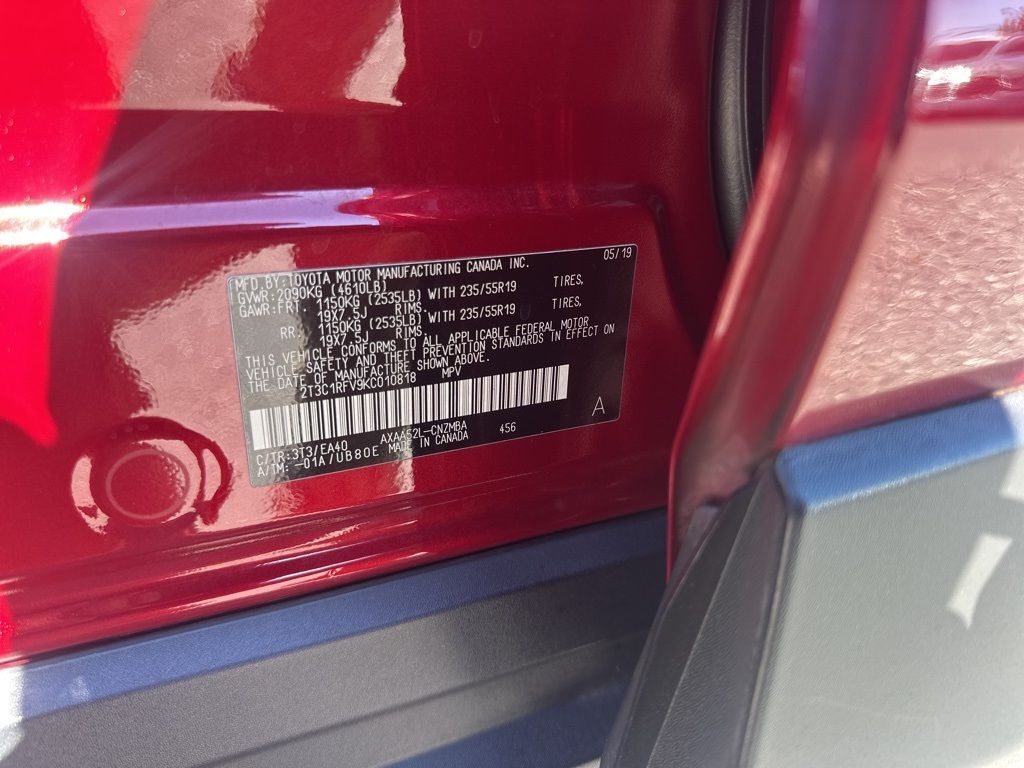 MFD.BY:TOYOTA MOTOR MANUFACTURING CANADA INC. 05/19
GVWR:2090KG (4610LB)
GAWR:FRT. 1150KG (2535LB) WITH 235/55R19 TIRES,
19X7.5J RIMS,
RR. 1150KG (2535LB) WITH 235/55R19 TIRES,
19X7.5J RIMS.
THIS VEHICLE CONFORMS TO ALL APPLICABLE FEDERAL MOTOR
VEHICLE SAFETY AND THEFT PREVENTION STANDARDS IN EFFECT ON
THE DATE OF MANUFACTURE SHOWN ABOVE.
2T3C1RFV9KC010818 MPV
A
C/TR:3T3/EA40 AXAA52L-CNZMBA 456
A/TM: -01A/UB80E MADE IN CANADA